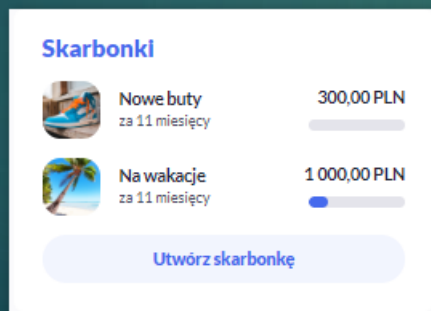 Skarbonki
Nowe buty
300,00 PLN
za 11 miesięcy
Na wakacje
1 000,00 PLN
za 11 miesięcy
Utwórz skarbonkę